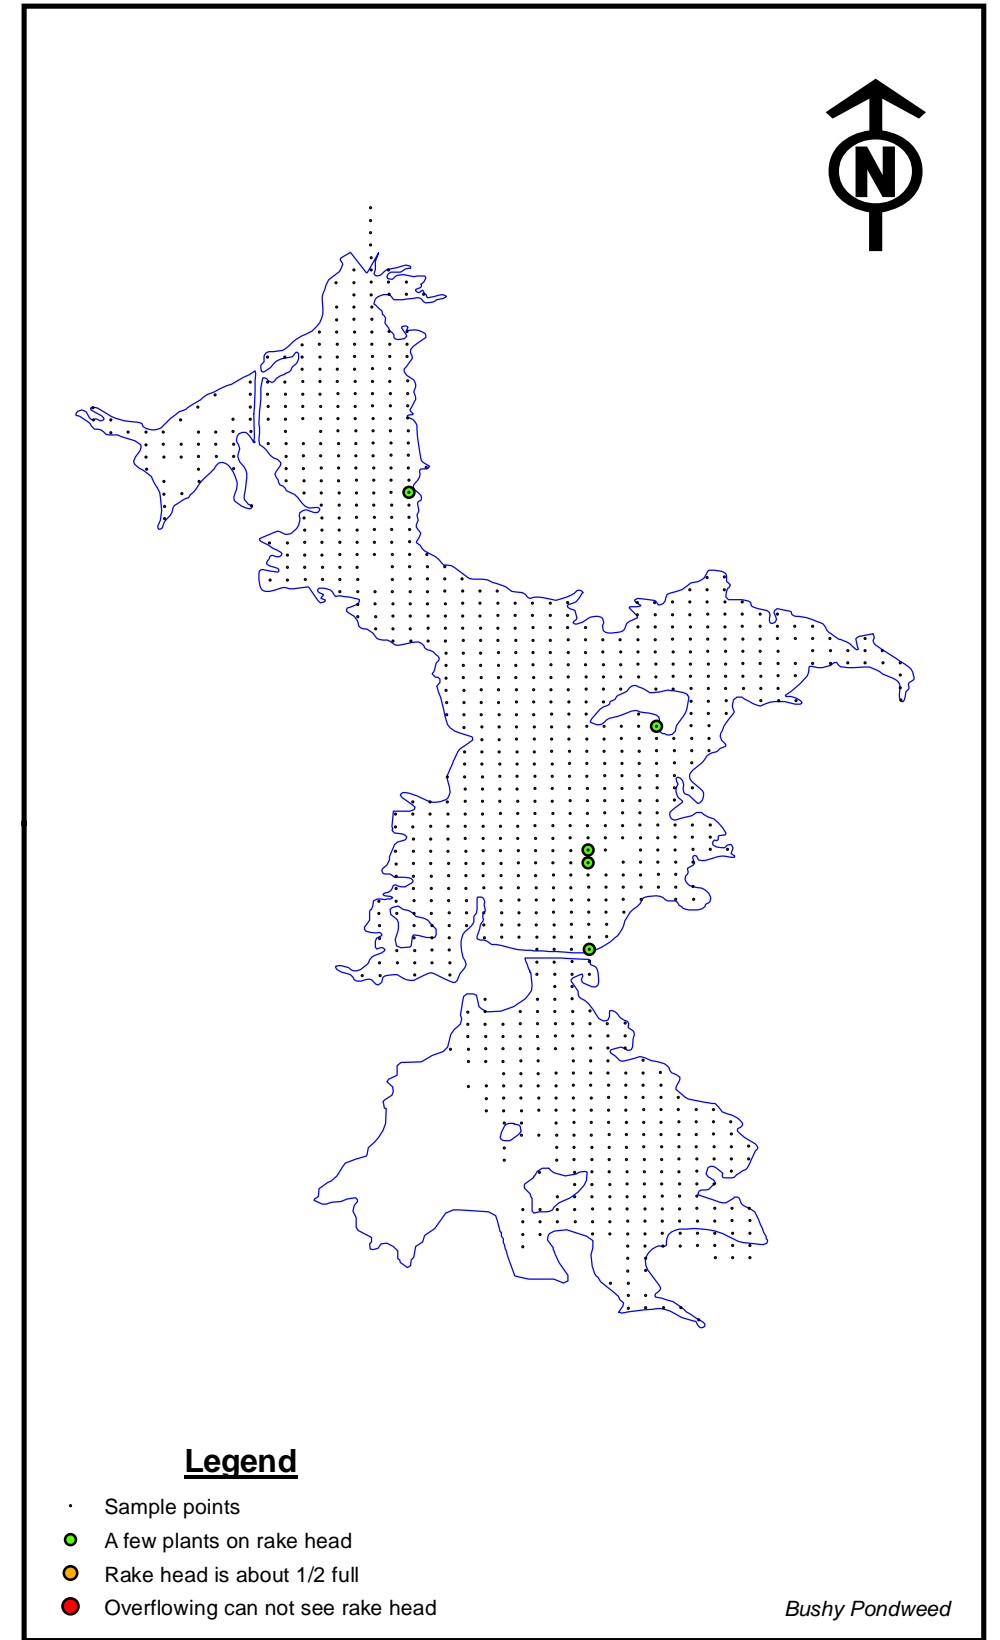 N
Legend
Sample points
A few plants on rake head
Rake head is about 1/2 full
Overflowing can not see rake head
Bushy Pondweed